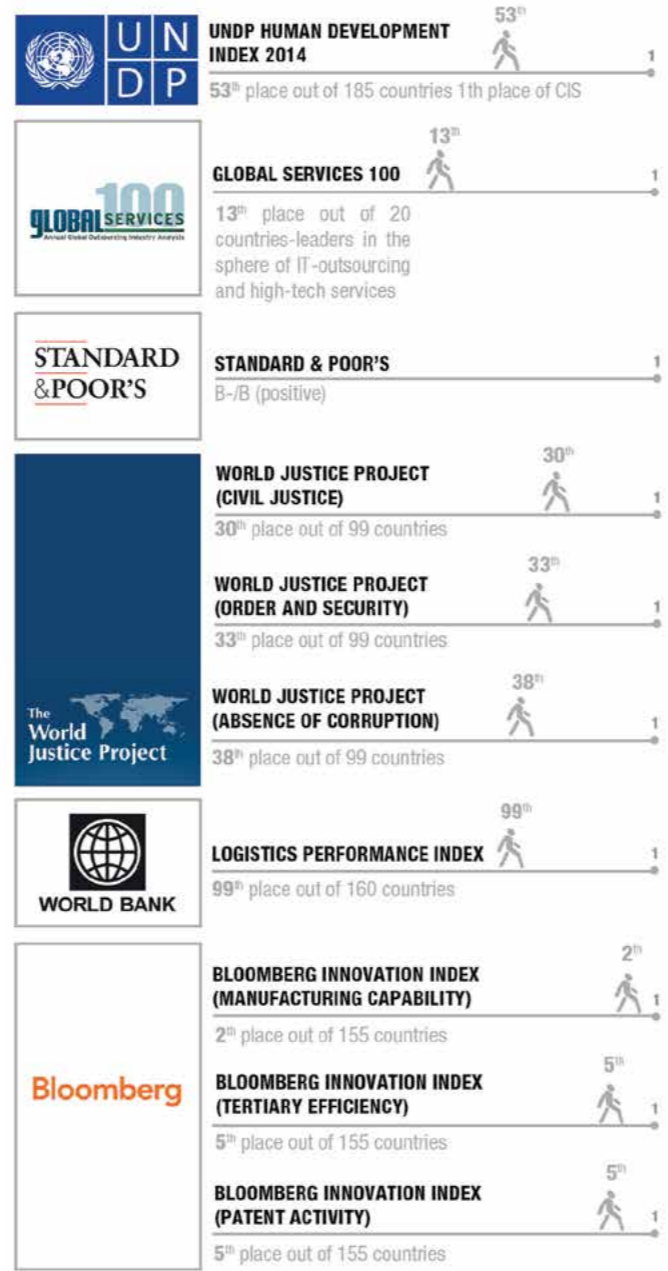 53th
UN
DP
UNDP HUMAN DEVELOPMENT
INDEX 2014
1
53th place out of 185 countries 1th place of CIS
13th
100
GLOBAL SERVICES
Annual Global Outsourcing Industry Analysis
GLOBAL SERVICES 100
1
13th place out of 20
countries-leaders in the
sphere of IT-outsourcing
and high-tech services
STANDARD
&POOR'S
STANDARD & POOR'S
1
B-/B (positive)
30th
WORLD JUSTICE PROJECT
(CIVIL JUSTICE)
1
30th place out of 99 countries
33th
WORLD JUSTICE PROJECT
(ORDER AND SECURITY)
1
33th place out of 99 countries
The
World
Justice Project
38th
WORLD JUSTICE PROJECT
(ABSENCE OF CORRUPTION)
1
38th place out of 99 countries
WORLD BANK
99th
LOGISTICS PERFORMANCE INDEX
1
99th place out of 160 countries
Bloomberg
2th
BLOOMBERG INNOVATION INDEX
(MANUFACTURING CAPABILITY)
1
2th place out of 155 countries
5th
BLOOMBERG INNOVATION INDEX
(TERTIARY EFFICIENCY)
1
5th place out of 155 countries
5th
BLOOMBERG INNOVATION INDEX
(PATENT ACTIVITY)
1
5th place out of 155 countries